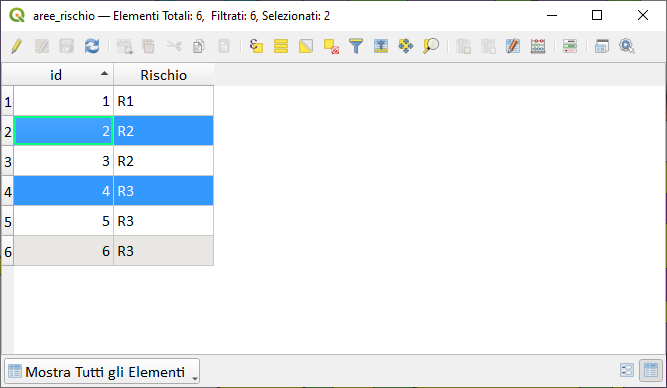 aree_rischio — Elementi Totali: 6, Filtrati: 6, Selezionati: 2
id Rischio
1 1 R1
2 2 R2
3 3 R2
4 4 R3
5 5 R3
6 6 R3
Mostra Tutti gli Elementi